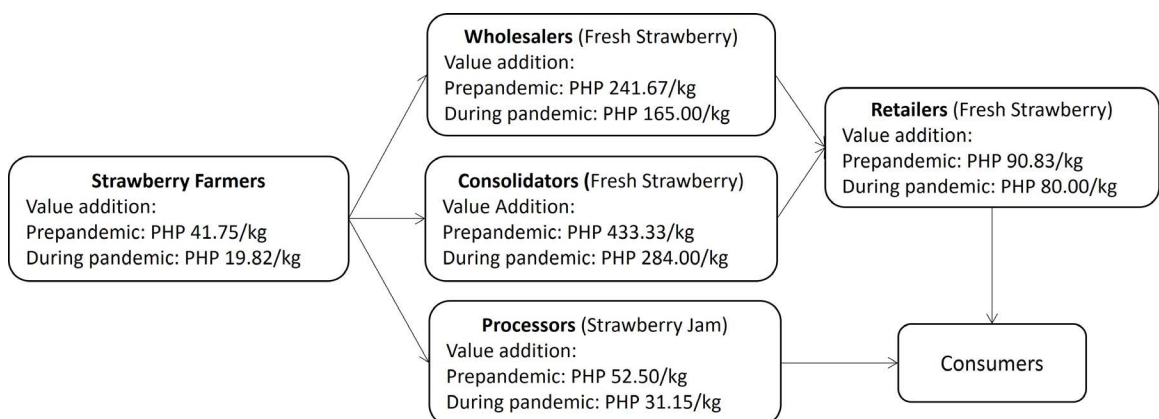 Strawberry Farmers
Value addition:
Prepandemic: PHP 41.75/kg
During pandemic: PHP 19.82/kg
Wholesalers (Fresh Strawberry)
Value addition:
Prepandemic: PHP 241.67/kg
During pandemic: PHP 165.00/kg
Consolidators (Fresh Strawberry)
Value Addition:
Prepandemic: PHP 433.33/kg
During pandemic: PHP 284.00/kg
Processors (Strawberry Jam)
Value addition:
Prepandemic: PHP 52.50/kg
During pandemic: PHP 31.15/kg
Retailers (Fresh Strawberry)
Value addition:
Prepandemic: PHP 90.83/kg
During pandemic: PHP 80.00/kg
Consumers